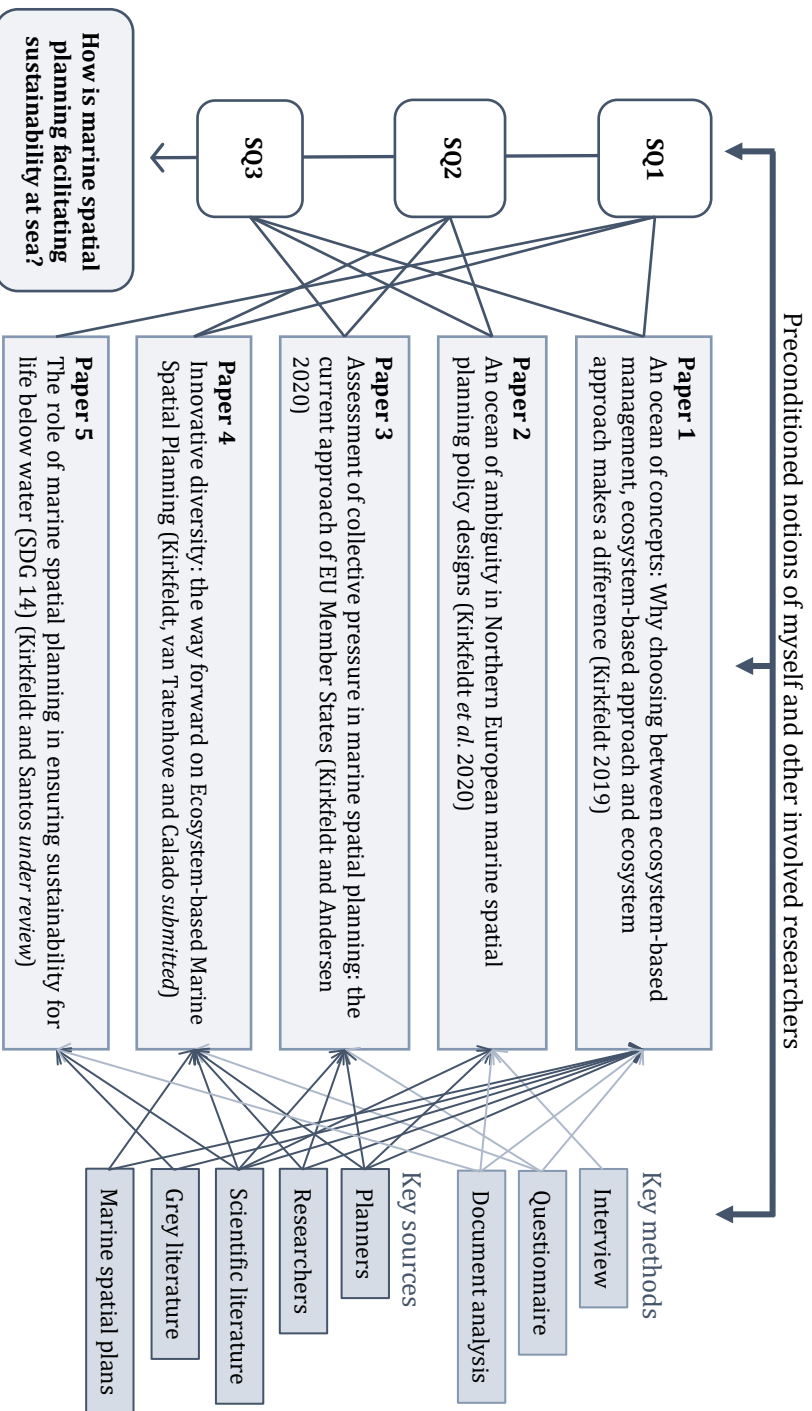 Preconditioned notions of myself and other involved researchers
SQ1
SQ2
SQ3
How is marine spatial
planning facilitating
sustainability at sea?
Paper 1
An ocean of concepts: Why choosing between ecosystem-based
management, ecosystem-based approach and ecosystem
approach makes a difference (Kirkfeldt 2019)
Paper 2
An ocean of ambiguity in Northern European marine spatial
planning policy designs (Kirkfeldt et al. 2020)
Paper 3
Assessment of collective pressure in marine spatial planning: the
current approach of EU Member States (Kirkfeldt and Andersen
2020)
Paper 4
Innovative diversity: the way forward on Ecosystem-based Marine
Spatial Planning (Kirkfeldt, van Tatenhove and Calado submitted)
Paper 5
The role of marine spatial planning in ensuring sustainability for
life below water (SDG 14) (Kirkfeldt and Santos under review)
Key methods
Interview
Questionnaire
Document analysis
Key sources
Planners
Researchers
Scientific literature
Grey literature
Marine spatial plans